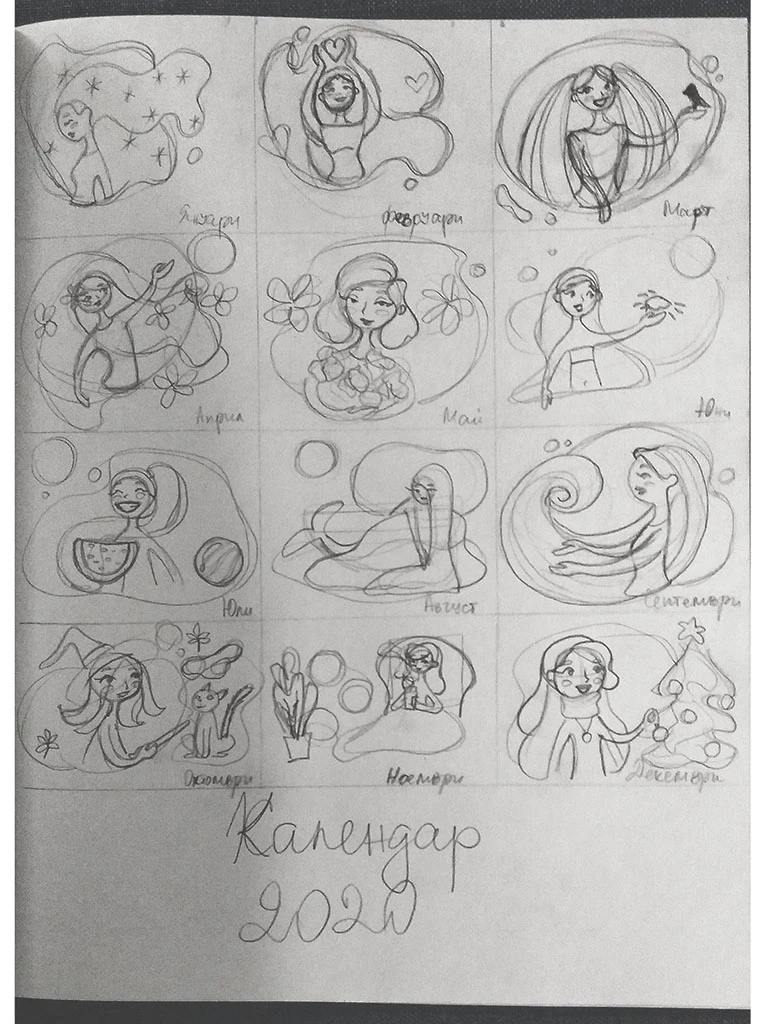 Януари
Февруари
Март
Април
Май
Юни
Юли
Август
Септември
Октомври
Ноември
Декември
Календар
2020